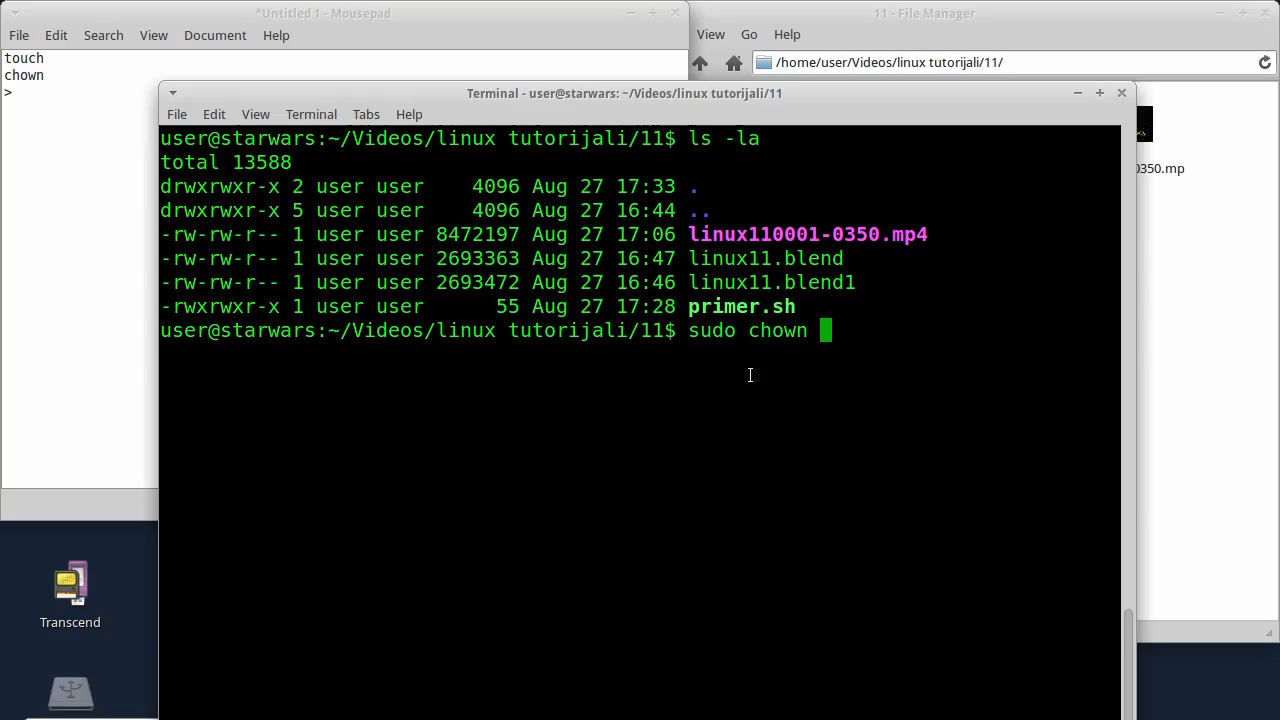 *Untitled 1 - Mousepad
File Edit Search View Document Help
touch
chown
>
11 - File Manager
View Go Help
/home/user/Videos/linux tutorijali/11/
0350.mp
Terminal - user@starwars: ~/Videos/linux tutorijali/11
File Edit View Terminal Tabs Help
user@starwars:~/Videos/linux tutorijali/11$ ls -la
total 13588
drwxrwxr-x 2 user user    4096 Aug 27 17:33 .
drwxrwxr-x 5 user user    4096 Aug 27 16:44 ..
-rw-rw-r-- 1 user user 8472197 Aug 27 17:06 linux110001-0350.mp4
-rw-rw-r-- 1 user user 2693363 Aug 27 16:47 linux11.blend
-rw-rw-r-- 1 user user 2693472 Aug 27 16:46 linux11.blend1
-rwxrwxr-x 1 user user      55 Aug 27 17:28 primer.sh
user@starwars:~/Videos/linux tutorijali/11$ sudo chown
Transcend